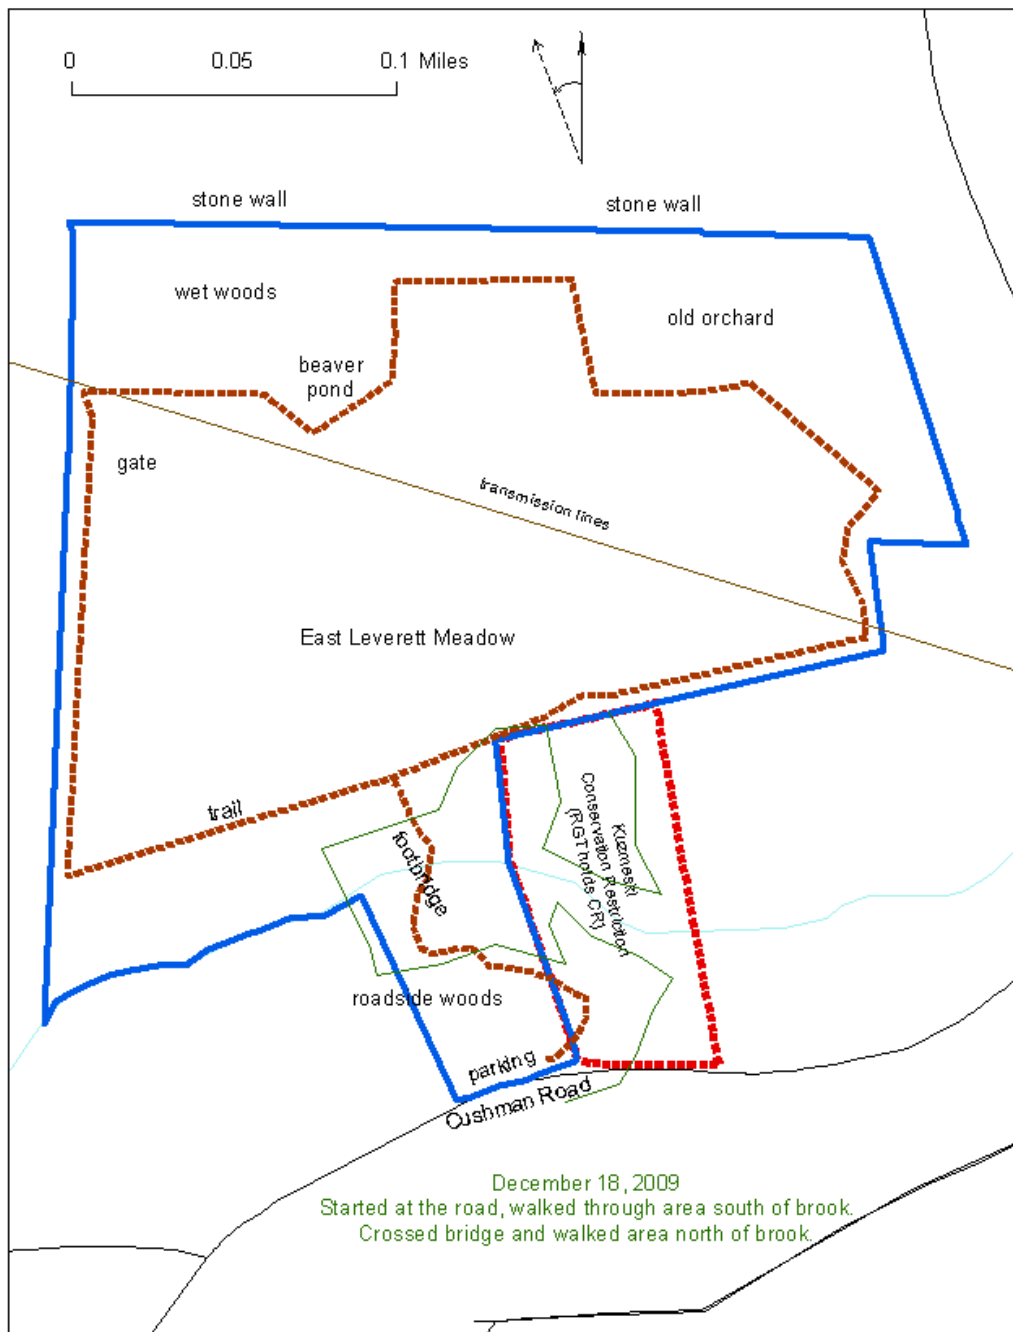 0 0.05 0.1 Miles
stone wall
stone wall
wet woods
old orchard
beaver
pond
gate
transmission lines
East Leverett Meadow
trail
footbridge
Kuzmeski
Conservation Restriction
(RGT holds CR)
roadside woods
parking
Cushman Road
December 18, 2009
Started at the road, walked through area south of brook.
Crossed bridge and walked area north of brook.